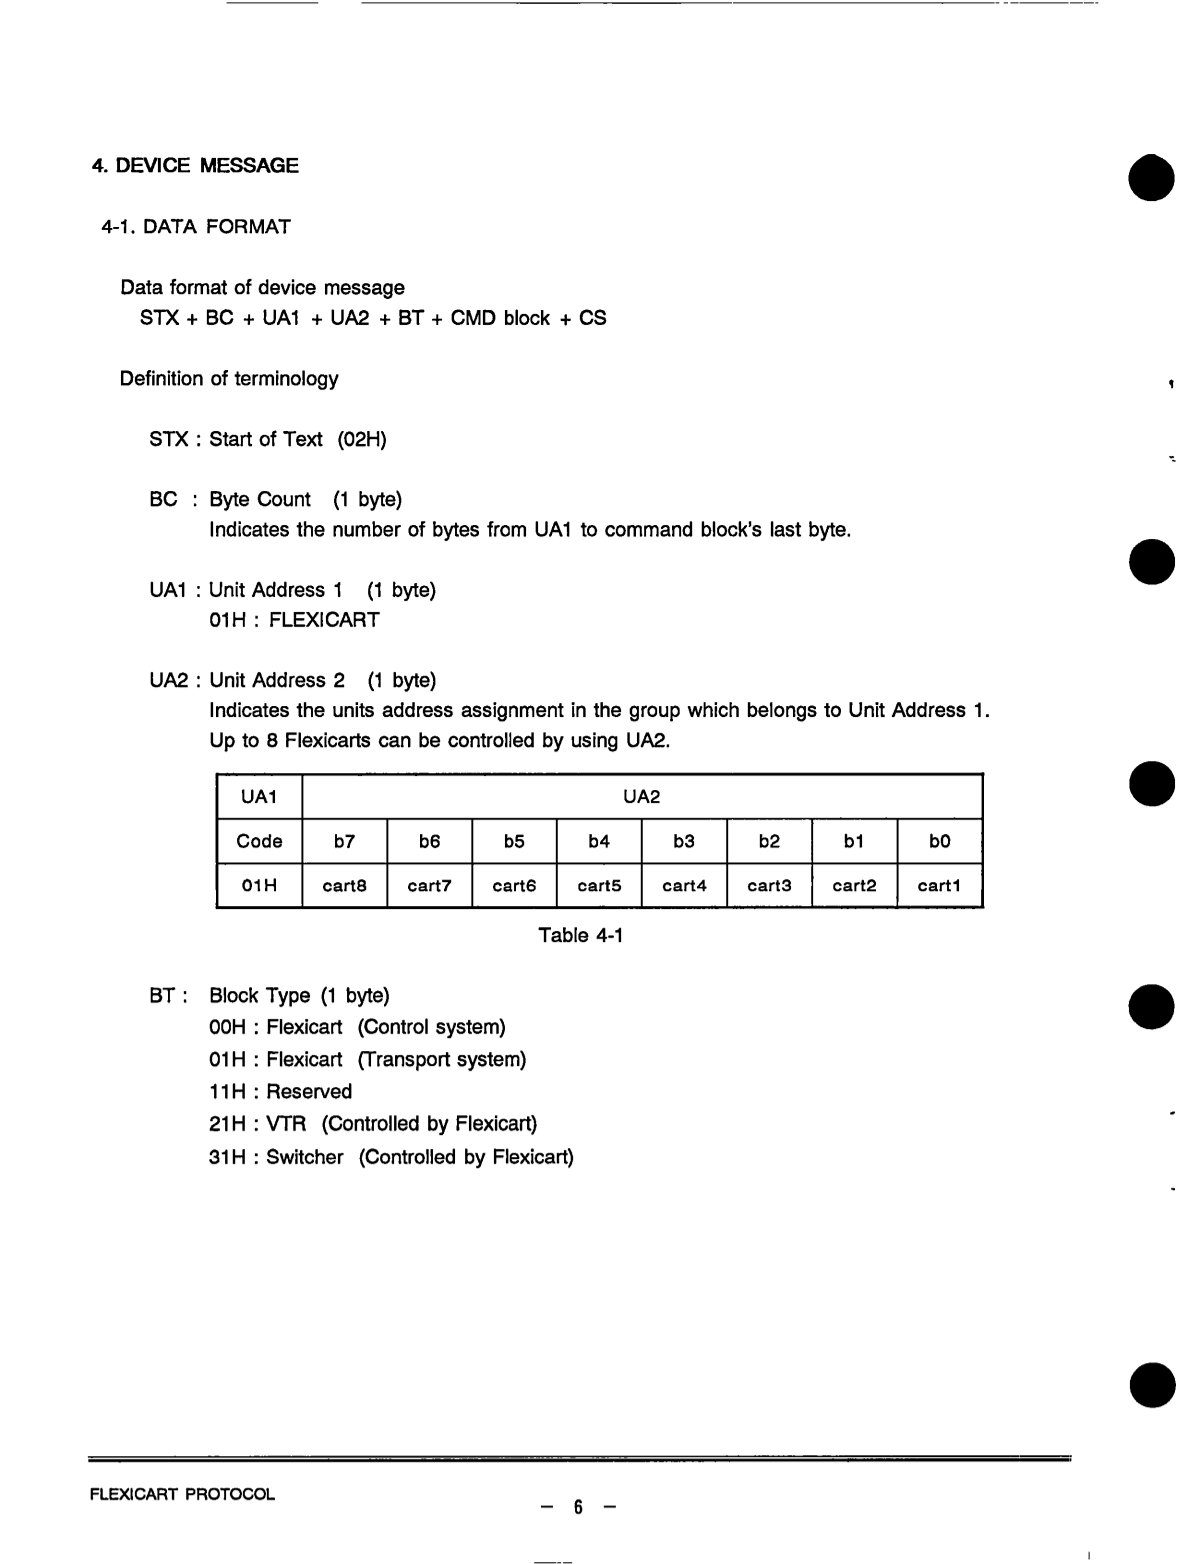 4. DEVICE MESSAGE
4-1. DATA FORMAT
Data format of device message
STX + BC + UA1 + UA2 + BT + CMD block + CS
Definition of terminology
STX : Start of Text (02H)
BC : Byte Count (1 byte)
Indicates the number of bytes from UA1 to command block's last byte.
UA1 : Unit Address 1 (1 byte)
01H : FLEXICART
UA2 : Unit Address 2 (1 byte)
Indicates the units address assignment in the group which belongs to Unit Address 1.
Up to 8 Flexicarts can be controlled by using UA2.
UA1 UA2
Code b7 b6 b5 b4 b3 b2 b1 b0
01H cart8 cart7 cart6 cart5 cart4 cart3 cart2 cart1
Table 4-1
BT : Block Type (1 byte)
00H : Flexicart (Control system)
01H : Flexicart (Transport system)
11H : Reserved
21H : VTR (Controlled by Flexicart)
31H : Switcher (Controlled by Flexicart)
FLEXICART PROTOCOL
- 6 -